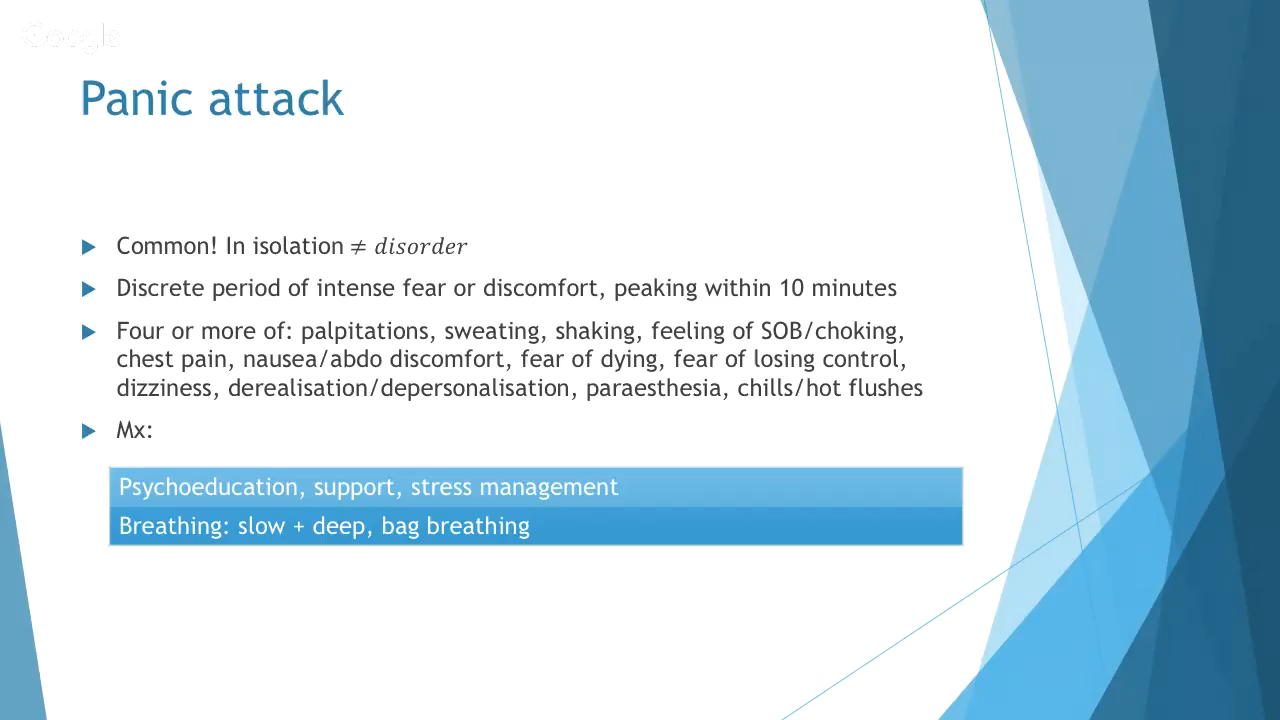 Google
Panic attack
Common! In isolation ≠ disorder
Discrete period of intense fear or discomfort, peaking within 10 minutes
Four or more of: palpitations, sweating, shaking, feeling of SOB/choking,
chest pain, nausea/abdo discomfort, fear of dying, fear of losing control,
dizziness, derealisation/depersonalisation, paraesthesia, chills/hot flushes
Mx:
Psychoeducation, support, stress management
Breathing: slow + deep, bag breathing